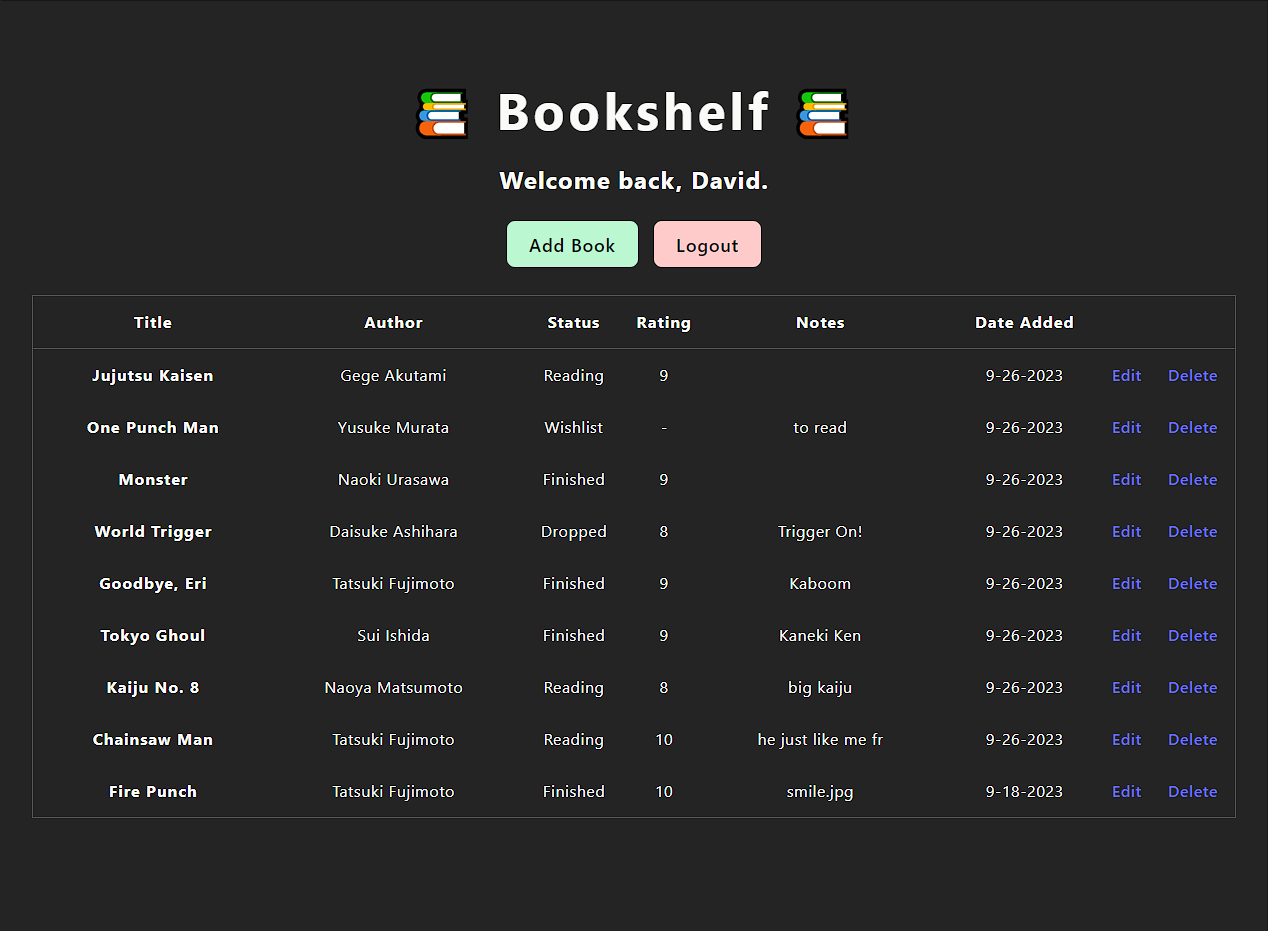 Bookshelf
Welcome back, David.
Add Book Logout
Title Author Status Rating Notes Date Added
Jujutsu Kaisen Gege Akutami Reading 9 9-26-2023 Edit Delete
One Punch Man Yusuke Murata Wishlist - to read 9-26-2023 Edit Delete
Monster Naoki Urasawa Finished 9 9-26-2023 Edit Delete
World Trigger Daisuke Ashihara Dropped 8 Trigger On! 9-26-2023 Edit Delete
Goodbye, Eri Tatsuki Fujimoto Finished 9 Kaboom 9-26-2023 Edit Delete
Tokyo Ghoul Sui Ishida Finished 9 Kaneki Ken 9-26-2023 Edit Delete
Kaiju No. 8 Naoya Matsumoto Reading 8 big kaiju 9-26-2023 Edit Delete
Chainsaw Man Tatsuki Fujimoto Reading 10 he just like me fr 9-26-2023 Edit Delete
Fire Punch Tatsuki Fujimoto Finished 10 smile.jpg 9-18-2023 Edit Delete